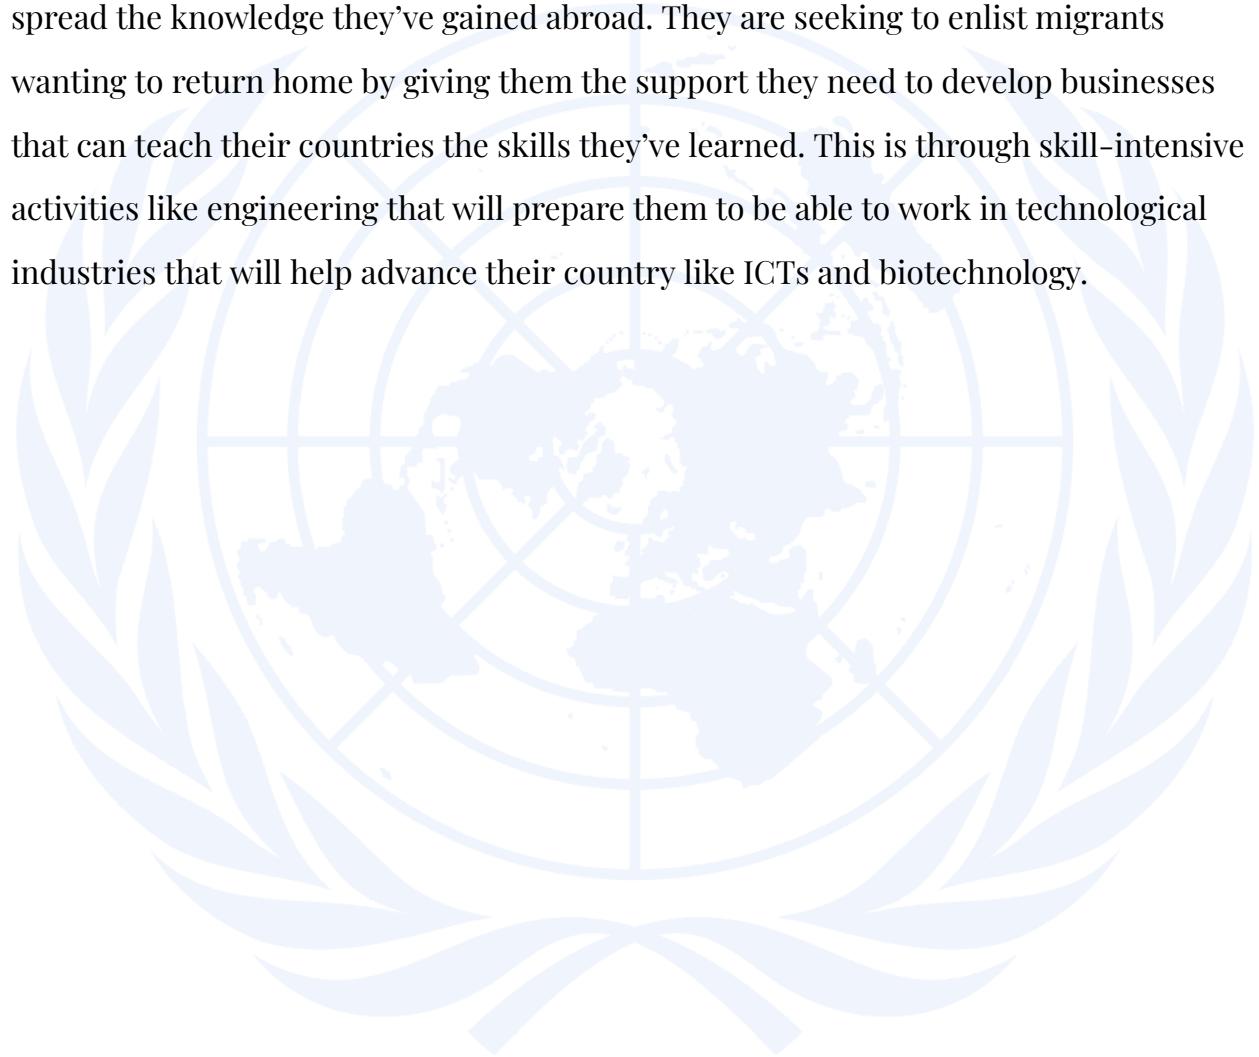 spread the knowledge they’ve gained abroad. They are seeking to enlist migrants
wanting to return home by giving them the support they need to develop businesses
that can teach their countries the skills they’ve learned. This is through skill-intensive
activities like engineering that will prepare them to be able to work in technological
industries that will help advance their country like ICTs and biotechnology.